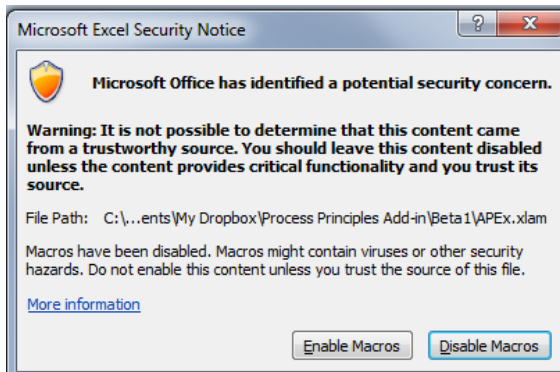 Microsoft Excel Security Notice
?
Microsoft Office has identified a potential security concern.
Warning: It is not possible to determine that this content came
from a trustworthy source. You should leave this content disabled
unless the content provides critical functionality and you trust its
source.
File Path: C:\...ents\My Dropbox\Process Principles Add-in\Beta1\APEx.xlam
Macros have been disabled. Macros might contain viruses or other security
hazards. Do not enable this content unless you trust the source of this file.
More information
Enable Macros Disable Macros